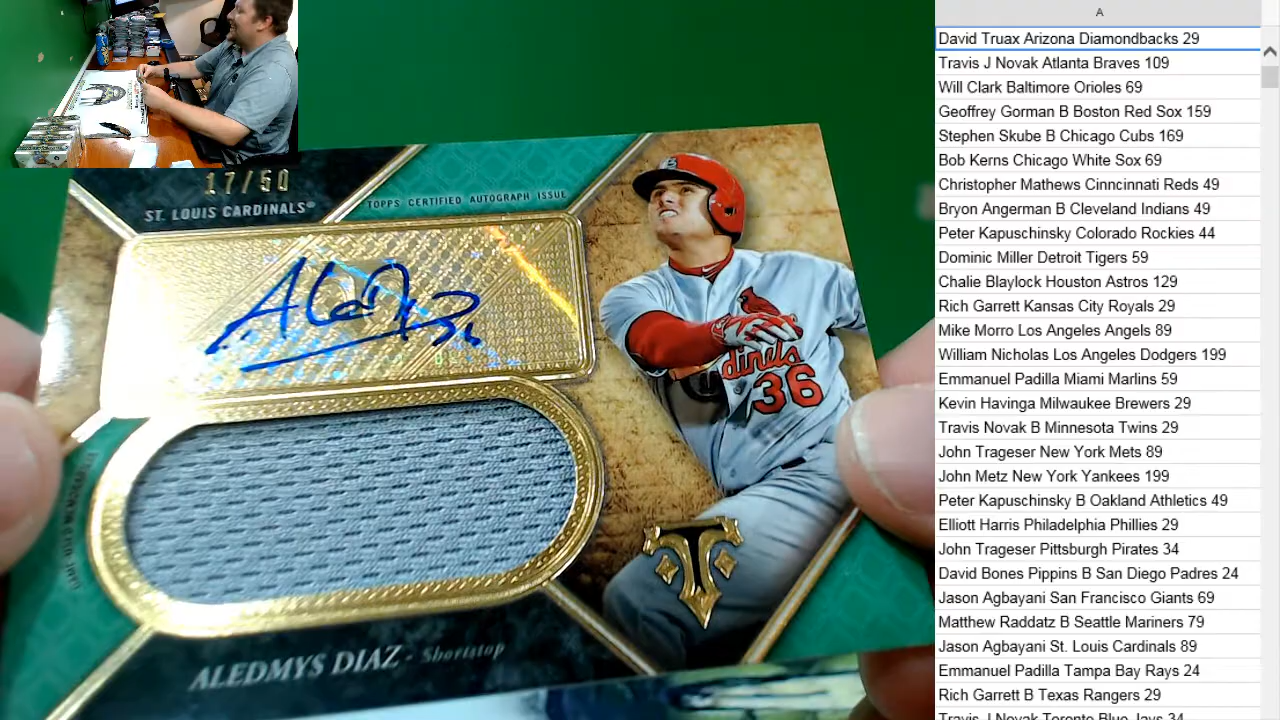 17/50
ST. LOUIS CARDINALS®
TOPPS CERTIFIED AUTOGRAPH ISSUE
Cardinals
36
ALEDMYS DIAZ - Shortstop
A
David Truax Arizona Diamondbacks 29
Travis J Novak Atlanta Braves 109
Will Clark Baltimore Orioles 69
Geoffrey Gorman B Boston Red Sox 159
Stephen Skube B Chicago Cubs 169
Bob Kerns Chicago White Sox 69
Christopher Mathews Cinncinnati Reds 49
Bryon Angerman B Cleveland Indians 49
Peter Kapuschinsky Colorado Rockies 44
Dominic Miller Detroit Tigers 59
Chalie Blaylock Houston Astros 129
Rich Garrett Kansas City Royals 29
Mike Morro Los Angeles Angels 89
William Nicholas Los Angeles Dodgers 199
Emmanuel Padilla Miami Marlins 59
Kevin Havinga Milwaukee Brewers 29
Travis Novak B Minnesota Twins 29
John Trageser New York Mets 89
John Metz New York Yankees 199
Peter Kapuschinsky B Oakland Athletics 49
Elliott Harris Philadelphia Phillies 29
John Trageser Pittsburgh Pirates 34
David Bones Pippins B San Diego Padres 24
Jason Agbayani San Francisco Giants 69
Matthew Raddatz B Seattle Mariners 79
Jason Agbayani St. Louis Cardinals 89
Emmanuel Padilla Tampa Bay Rays 24
Rich Garrett B Texas Rangers 29
Travis J Novak Toronto Blue Jays 34